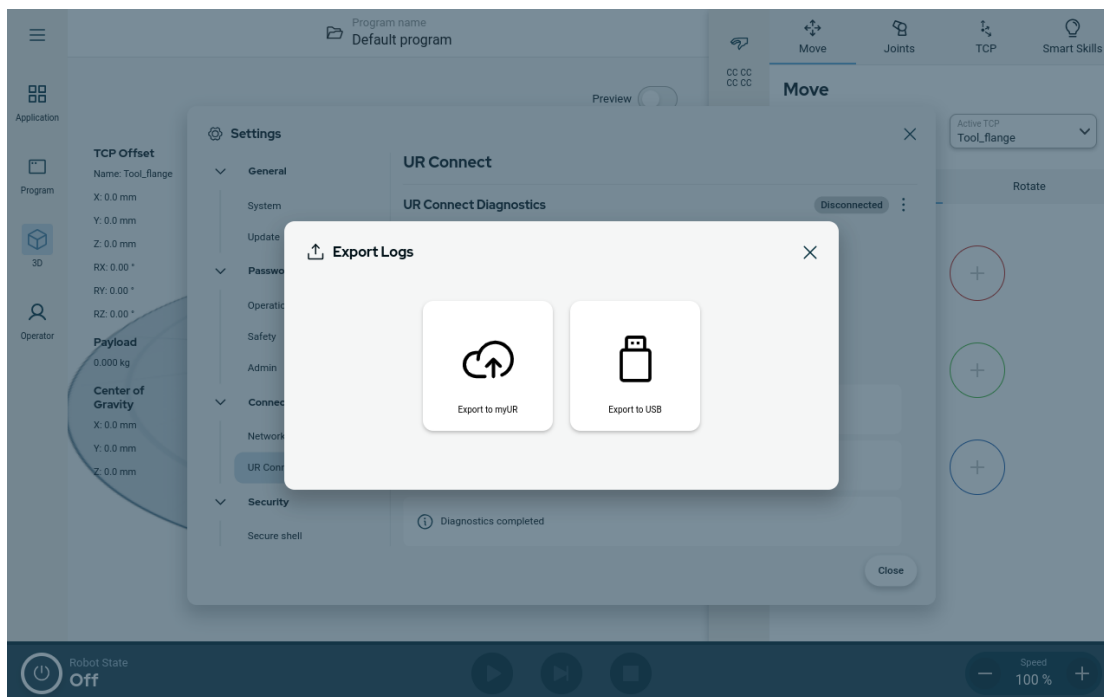 Program name
Default program
Move
Joints
TCP
Smart Skills
CC CC
CC CC
Move
Application
Preview
Active TCP
Tool_flange
Settings
TCP Offset
Name: Tool_flange
UR Connect
General
Program
Rotate
X: 0.0 mm
System
UR Connect Diagnostics
Disconnected
Y: 0.0 mm
Update
Z: 0.0 mm
Export Logs
3D
RX: 0.00 °
RY: 0.00 °
Safety
RZ: 0.00 °
Operator
Payload
0.000 kg
Admin
Center of
Gravity
X: 0.0 mm
Export to myUR
Export to USB
Y: 0.0 mm
Z: 0.0 mm
Security
Diagnostics completed
Secure shell
Close
Robot State
Off
Speed
100 %